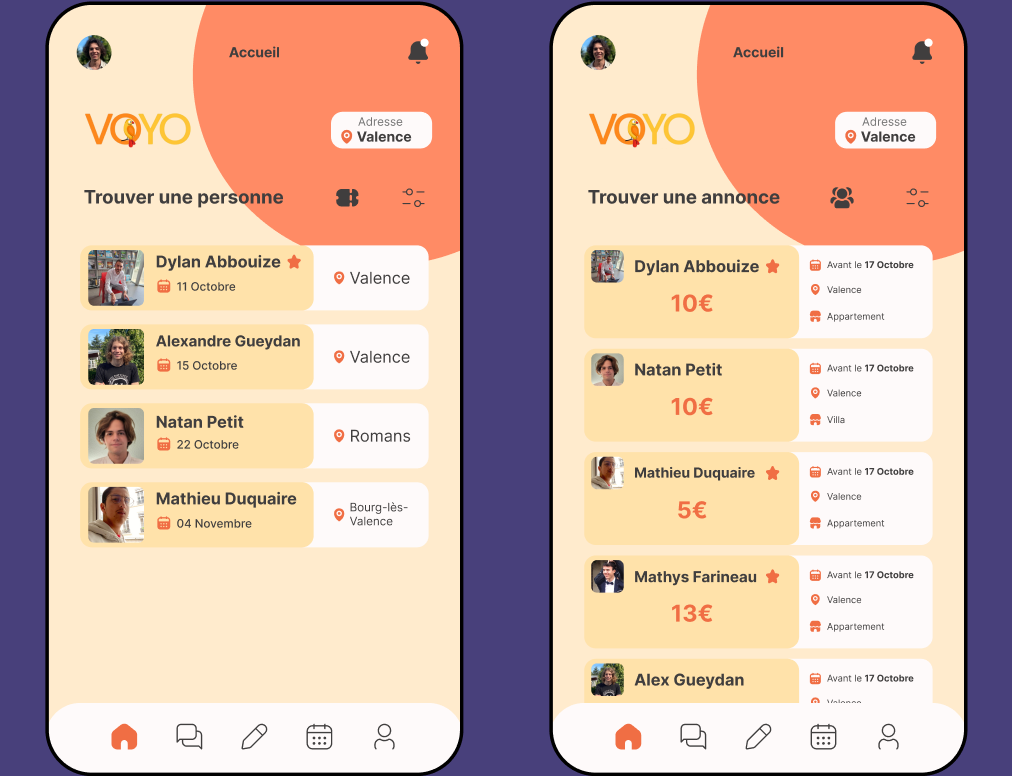 Accueil
VOYO
Adresse
Valence
Trouver une personne
Dylan Abbouize
11 Octobre
Valence
Alexandre Gueydan
15 Octobre
Valence
Natan Petit
22 Octobre
Romans
Mathieu Duquaire
04 Novembre
Bourg-lès-
Valence
Accueil
VOYO
Adresse
Valence
Trouver une annonce
Dylan Abbouize
10€
Avant le 17 Octobre
Valence
Appartement
Natan Petit
10€
Avant le 17 Octobre
Valence
Villa
Mathieu Duquaire
5€
Avant le 17 Octobre
Valence
Appartement
Mathys Farineau
13€
Avant le 17 Octobre
Valence
Appartement
Alex Gueydan
Avant le 17 Octobre
Valence